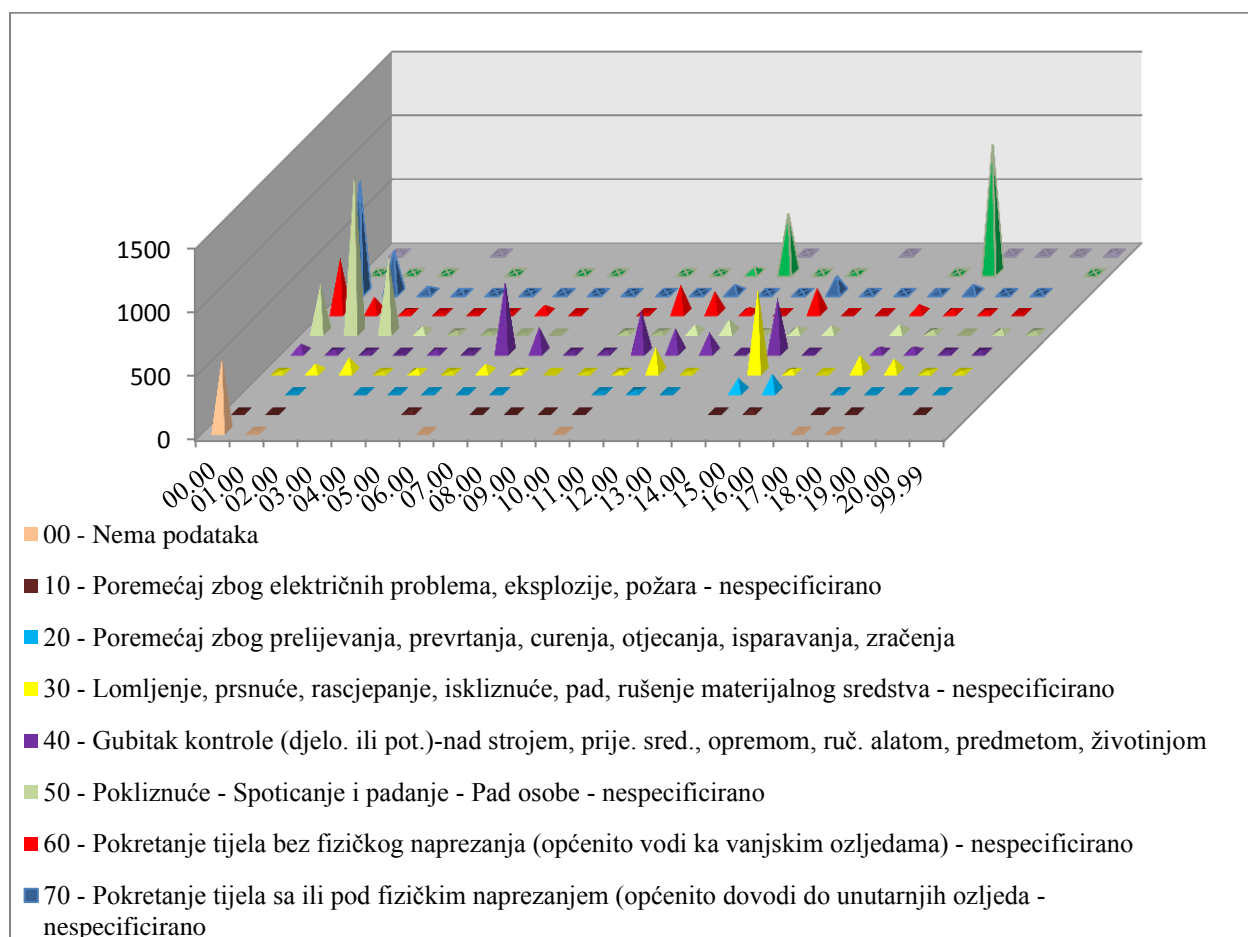 1500
1000
500
0
00.00
01.00
02.00
03.00
04.00
05.00
06.00
07.00
08.00
09.00
10.00
11.00
12.00
13.00
14.00
15.00
16.09
17.00
18.00
19.00
20.00
99.99
00 - Nema podataka
10 - Poremećaj zbog električnih problema, eksplozije, požara - nespecificirano
20 - Poremećaj zbog prelijevanja, prevrtanja, curenja, otjecanja, isparavanja, zračenja
30 - Lomljenje, prsnuće, rascjepanje, iskliznuće, pad, rušenje materijalnog sredstva - nespecificirano
40 - Gubitak kontrole (djelo. ili pot.)-nad strojem, prije. sred., opremom, ruč. alatom, predmetom, životinjom
50 - Pokliznuće - Spoticanje i padanje - Pad osobe - nespecificirano
60 - Pokretanje tijela bez fizičkog naprezanja (općenito vodi ka vanjskim ozljedama) - nespecificirano
70 - Pokretanje tijela sa ili pod fizičkim naprezanjem (općenito dovodi do unutarnjih ozljeda -
nespecificirano